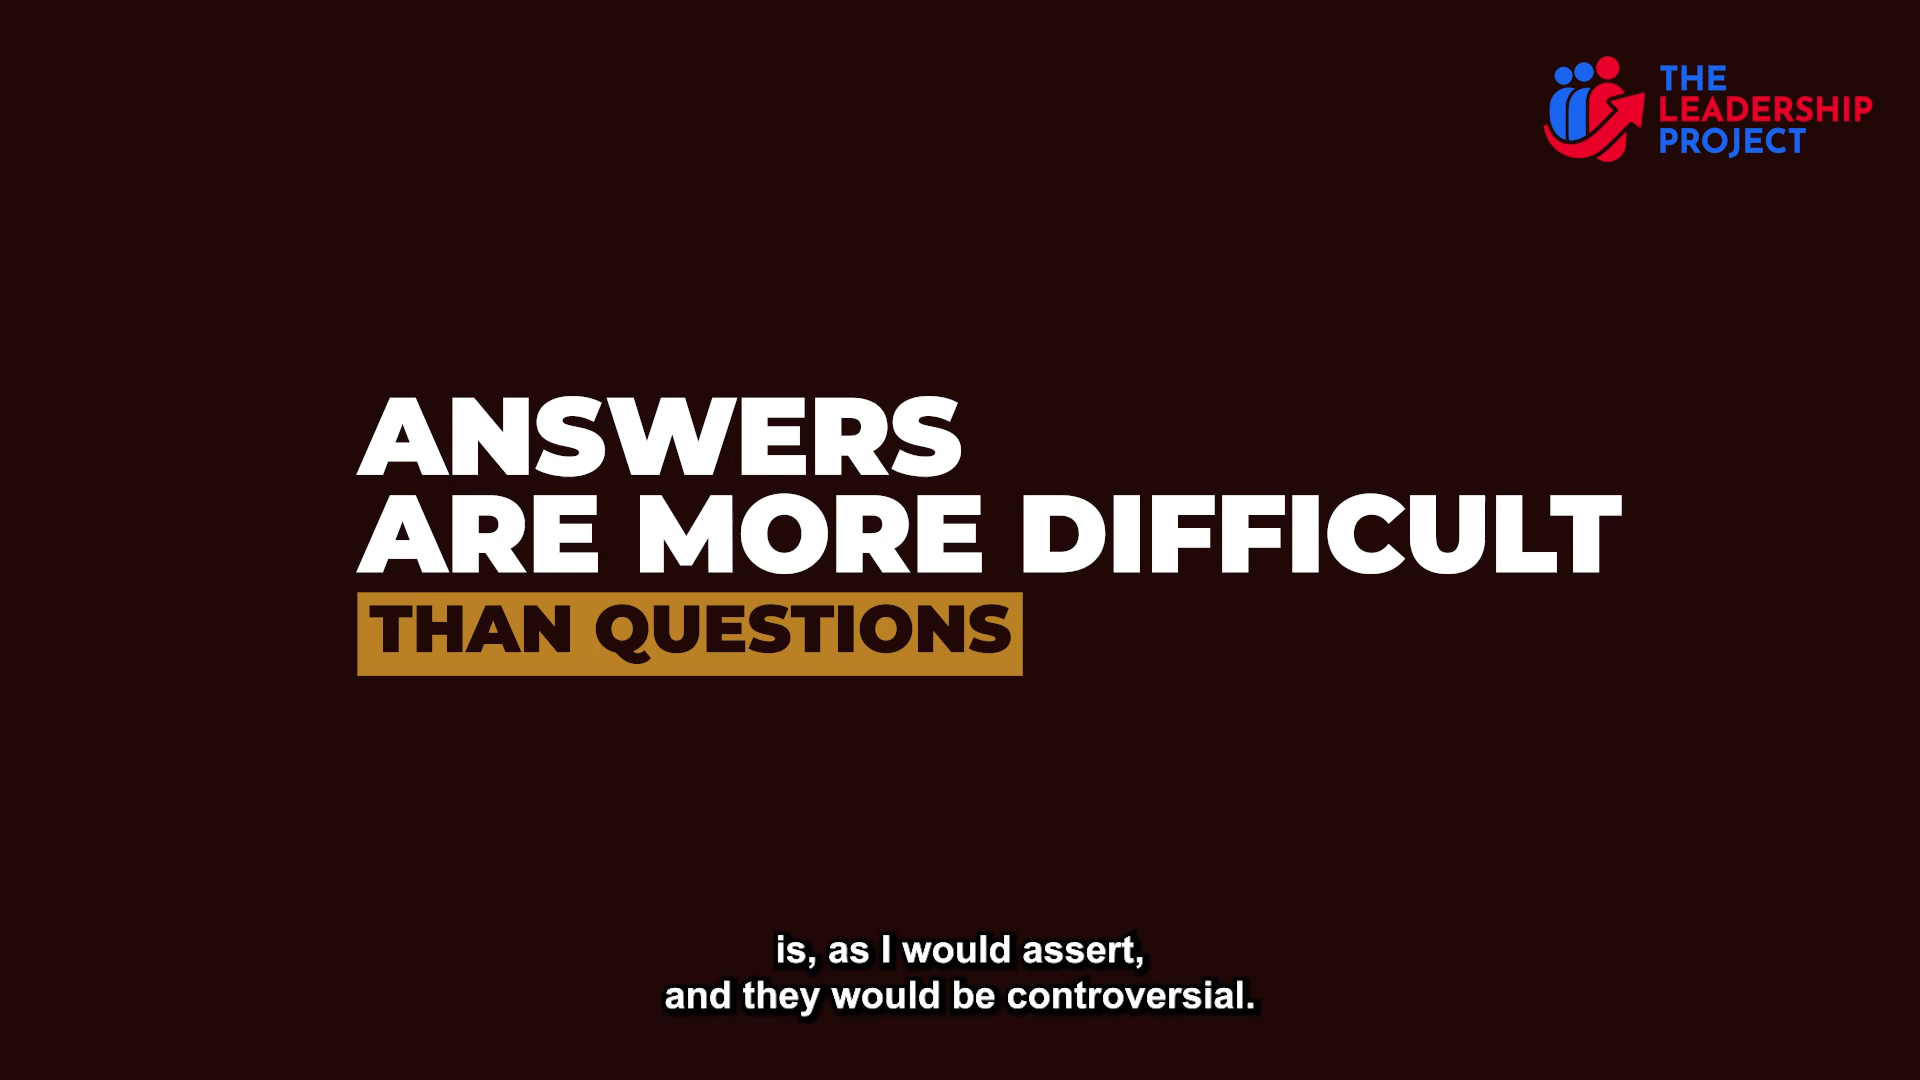 THE
LEADERSHIP
PROJECT
ANSWERS
ARE MORE DIFFICULT
THAN QUESTIONS
is, as I would assert,
and they would be controversial.